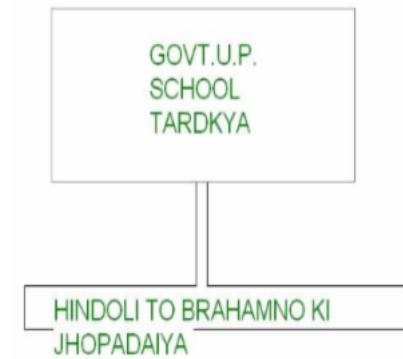 GOVT.U.P.
SCHOOL
TARDKYA
HINDOLI TO BRAHAMNO KI
JHOPADAIYA